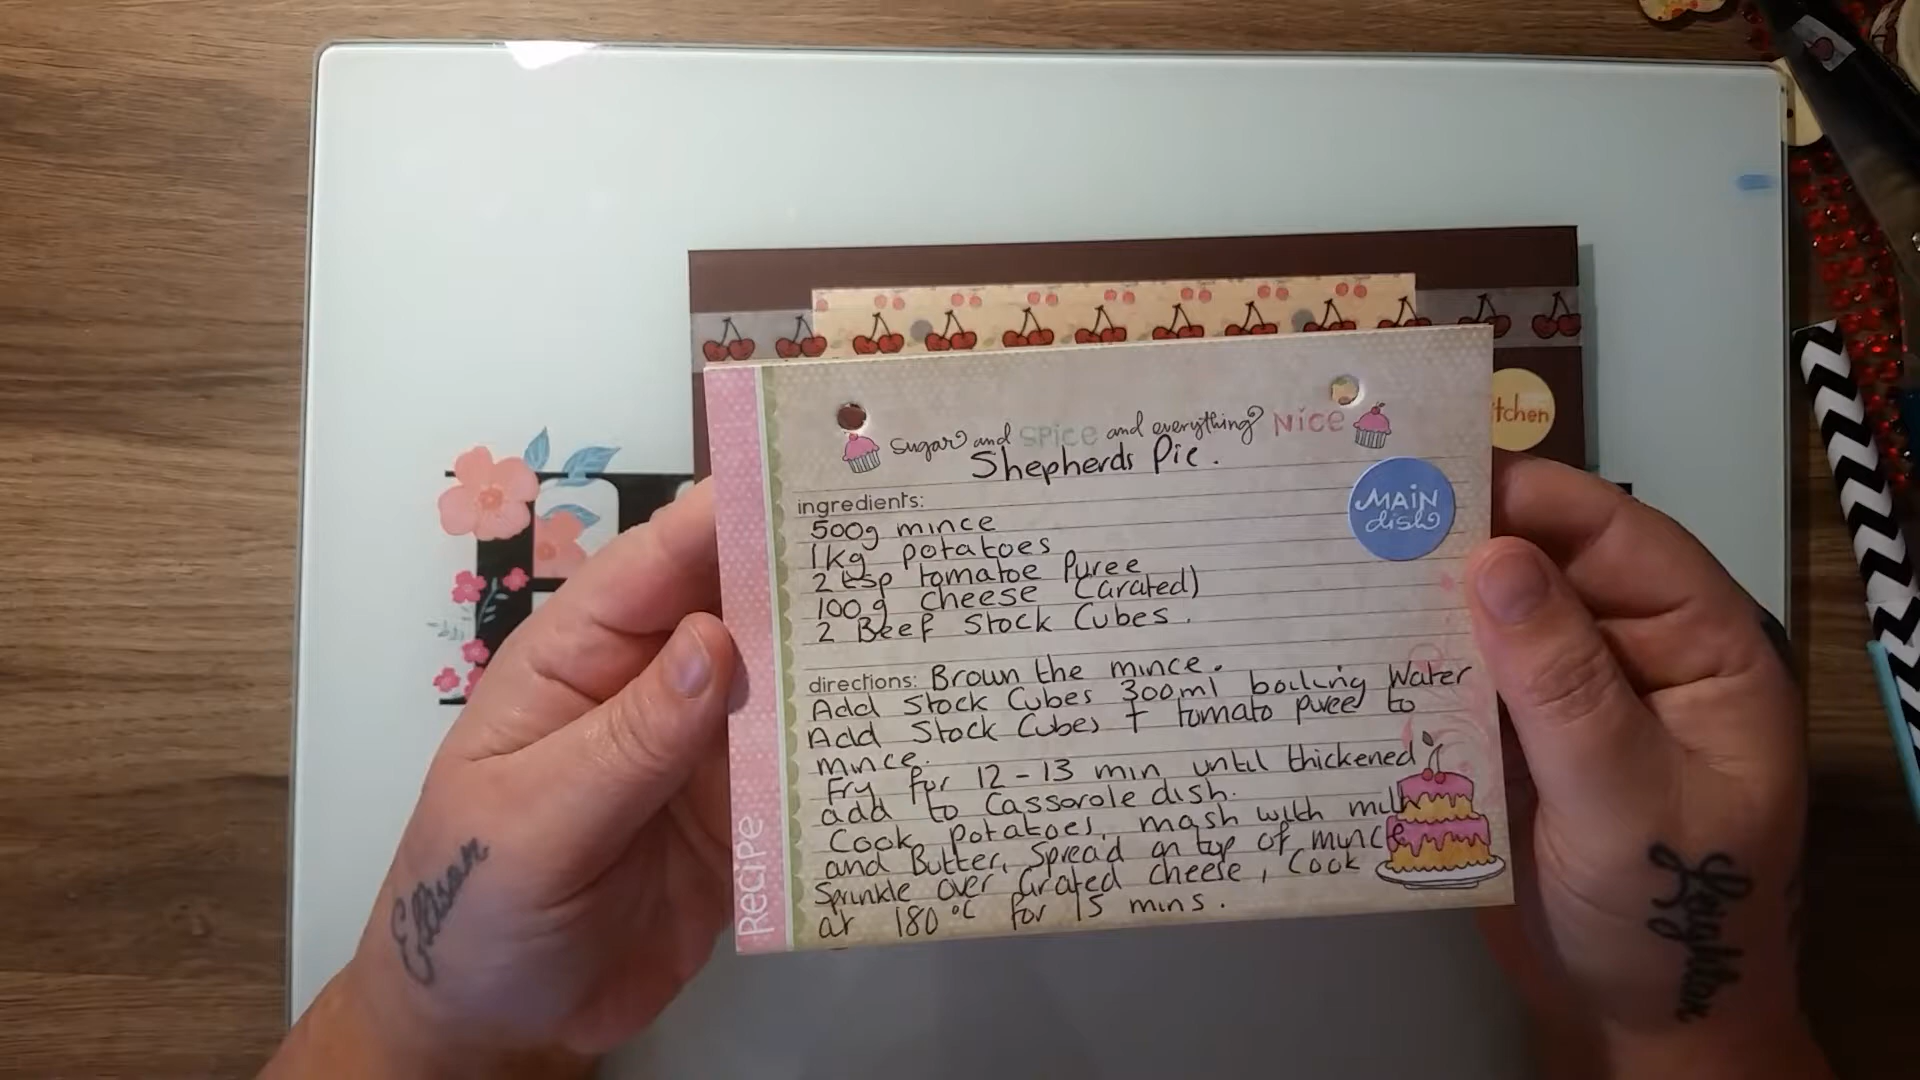 Sugar and SPICE and everything NICE
Shepherds Pie.
ingredients:
500g mince
1kg potatoes
2 tsp tomatoe Puree
100g cheese (Grated)
2 Beef Stock Cubes.
MAIN
dish
directions: Brown the mince.
Add Stock Cubes 300ml boiling Water
Add Stock Cubes + tomato puree to
mince.
Fry for 12-13 min until thickened
add to Casserole dish.
Cook potatoes, mash with milk
and Butter, Spread on top of mince
Sprinkle over Grated cheese, Cook
at 180°C for 15 mins.
RECIPE
tchen
Ellison
Leighton